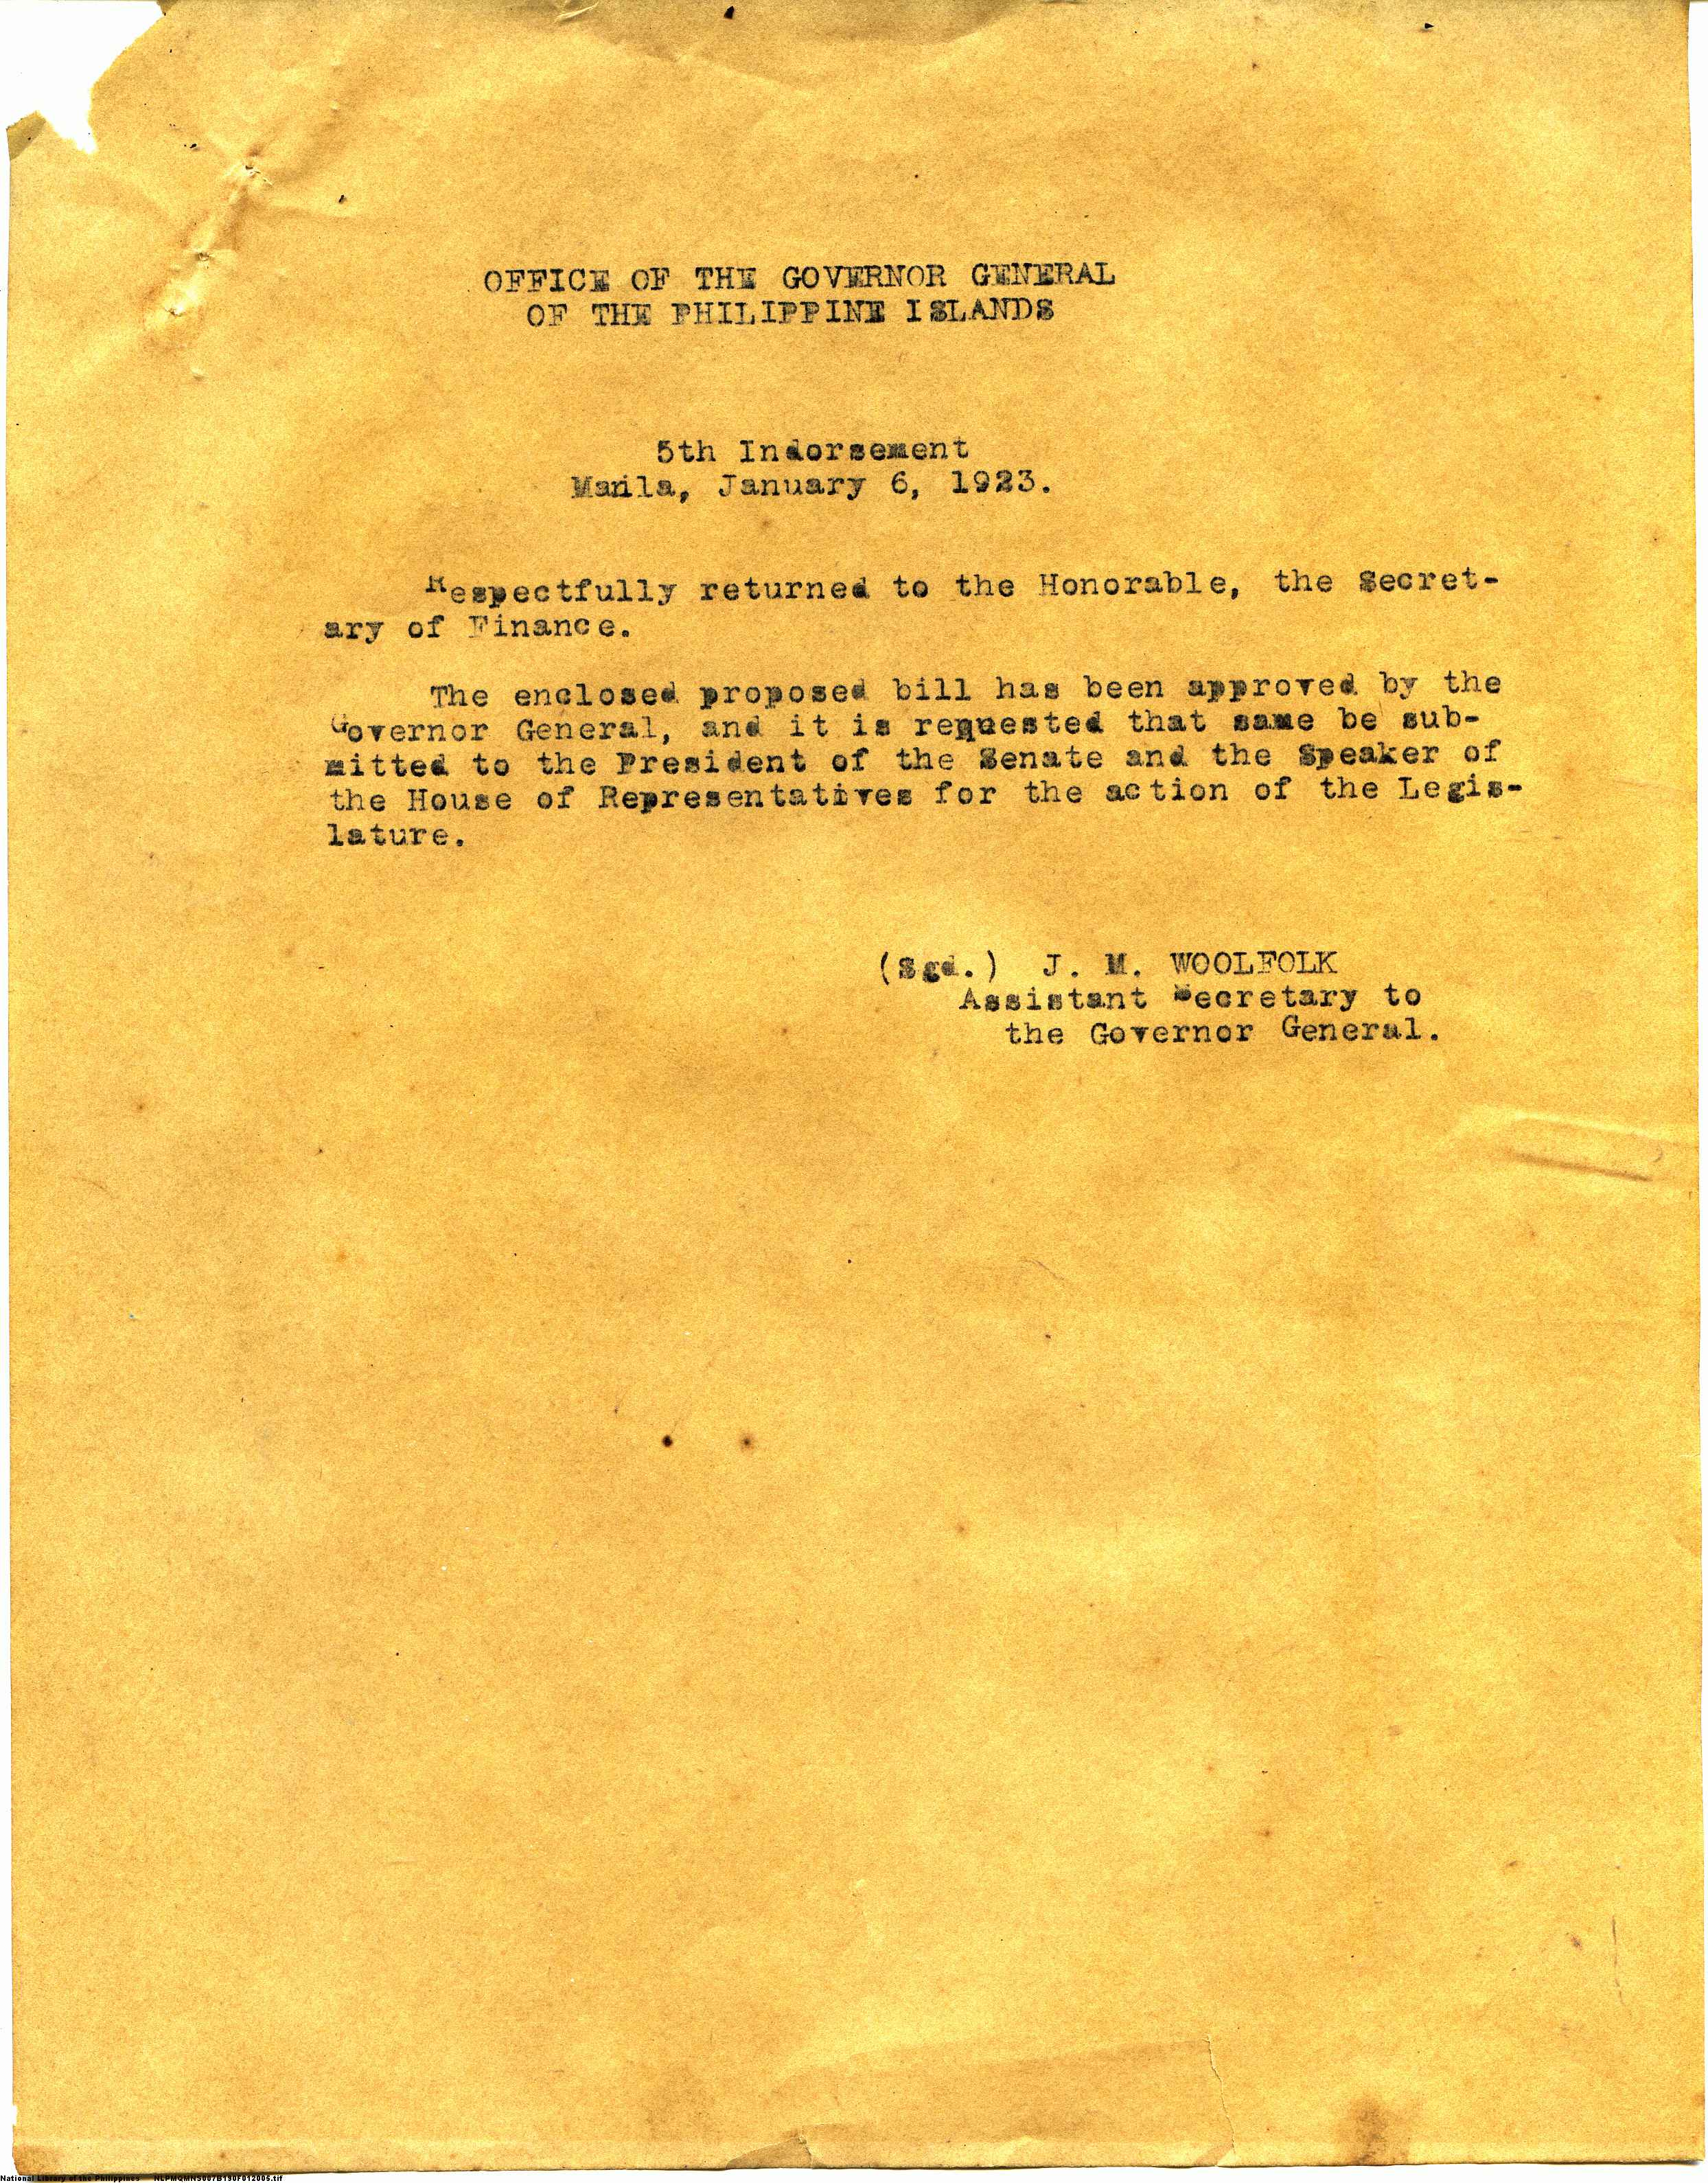 OFFICE OF THE GOVERNOR GENERAL
OF THE PHILIPPINE ISLANDS
5th Indorsement
Manila, January 6, 1923.
Respectfully returned to the Honorable, the Secret-
ary of Finance.
The enclosed proposed bill has been approved by the
Governor General, and it is requested that same be sub-
mitted to the President of the Senate and the Speaker of
the House of Representatives for the action of the Legis-
lature.
(Sgd.) J. M. WOOLFOLK
Assistant Secretary to
the Governor General.
National Library of the Philippines